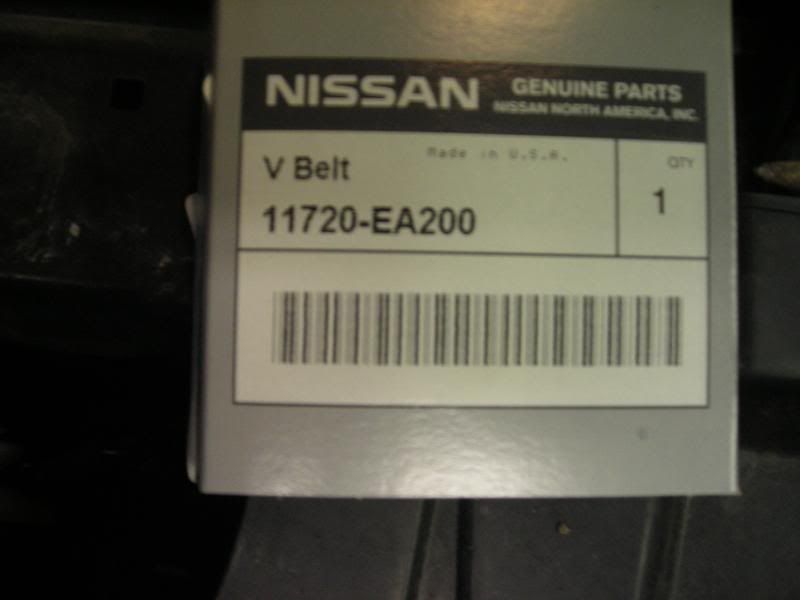 NISSAN GENUINE PARTS
NISSAN NORTH AMERICA, INC.
V Belt Made in U.S.A. QTY
11720-EA200 1